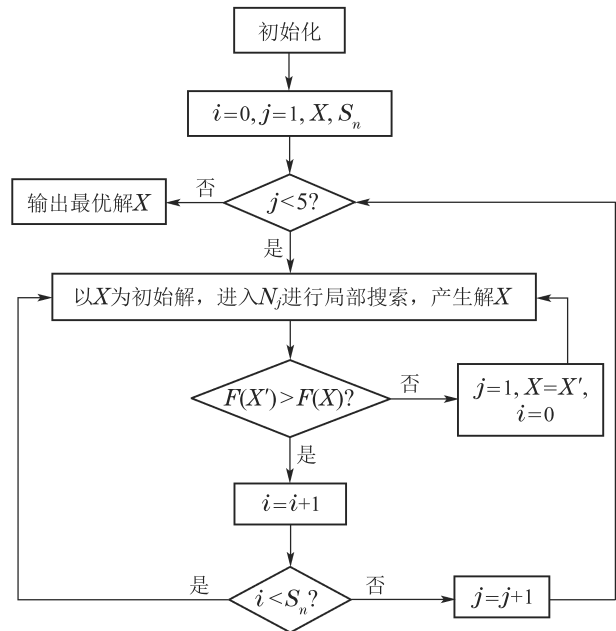 初始化
i=0, j=1, X, Sₙ
否
输出最优解X
j<5?
是
以X为初始解，进入Nⱼ进行局部搜索，产生解X
F(X′)>F(X)?
否
j=1, X=X′,
i=0
是
i=i+1
是
i<Sₙ?
否
j=j+1